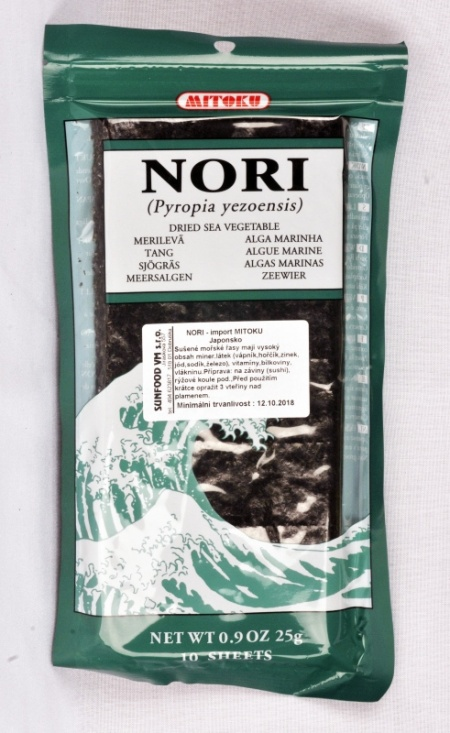 MITOKU
NORI
(Pyropia yezoensis)
DRIED SEA VEGETABLE
MERILEVÄ ALGA MARINHA
TANG ALGUE MARINE
SJÖGRÄS ALGAS MARINAS
MEERSALGEN ZEEWIER
SUNFOOD VM s.r.o.
NORI - import MITOKU
Japonsko
Sušené mořské řasy mají vysoký
obsah miner.látek (vápník,hořčík,zinek,
jód,sodík,železo), vitamíny,bílkoviny,
vlákninu.Příprava: na záviny (sushi),
rýžové koule pod.,Před použitím
krátce opražit 3 vteřiny nad
plamenem.
Minimální trvanlivost : 12.10.2018
NET WT 0.9 OZ 25g
10 SHEETS